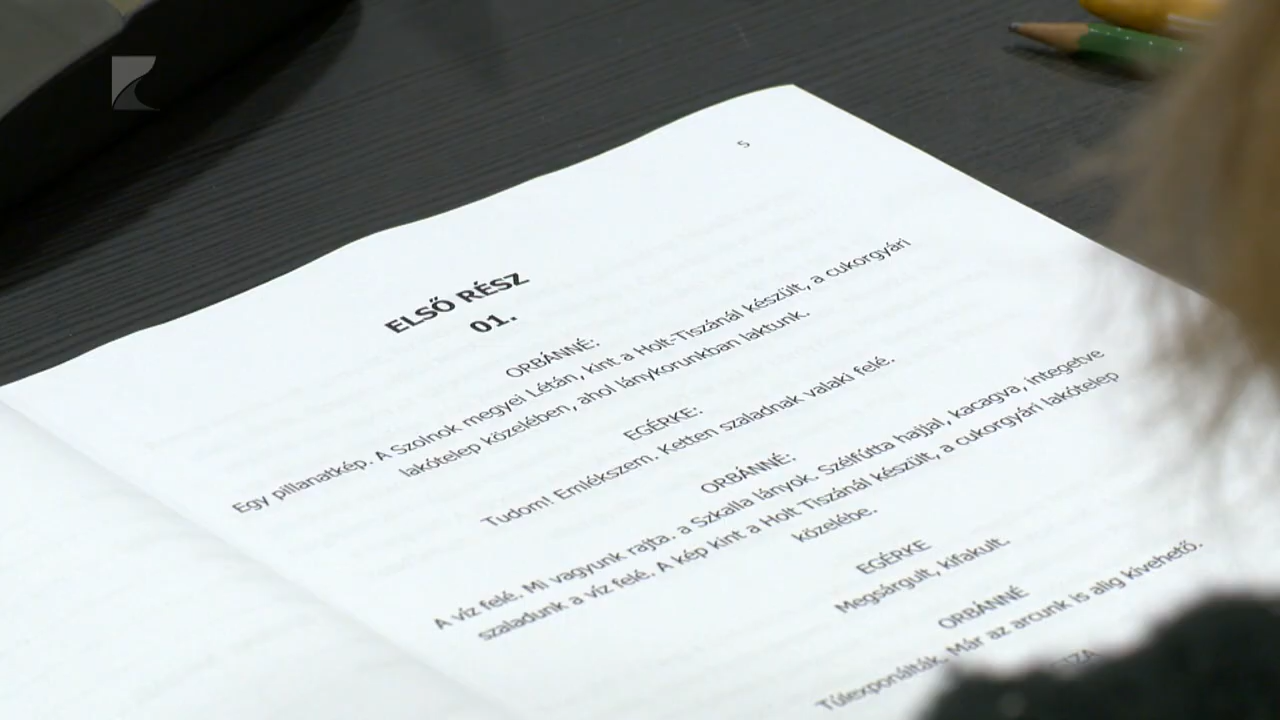 5
ELSŐ RÉSZ
01.
ORBÁNNÉ:
Egy pillanatkép. A Szolnok megyei Létán, kint a Holt-Tiszánál készült, a cukorgyári
lakótelep közelében, ahol lánykorunkban laktunk.
EGÉRKE:
Tudom! Emlékszem. Ketten szaladnak valaki felé.
ORBÁNNÉ:
A víz felé. Mi vagyunk rajta. a Szkalla lányok. Szélfútta hajjal, kacagva, integetve
szaladunk a víz felé. A kép kint a Holt Tiszánál készült, a cukorgyári lakótelep
közelébe.
EGÉRKE
Megsárgult, kifakult.
ORBÁNNÉ
Túlexponálták. Már az arcunk is alig kivehető.